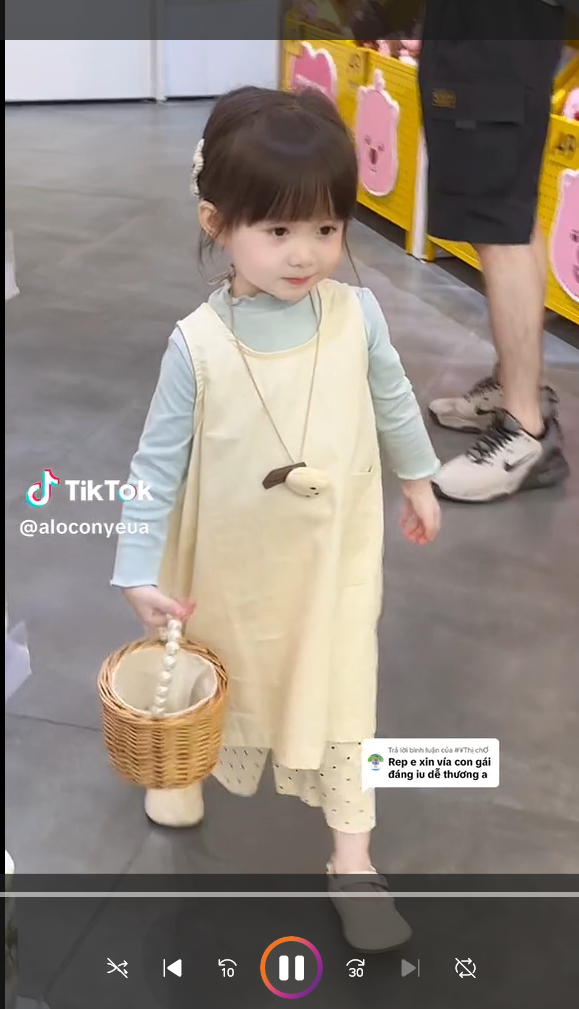 TikTok
@aloconyeua
Trả lời bình luận của #¥Thị chƠ
Rep e xin vía con gái
đáng iu dễ thương a
10
30